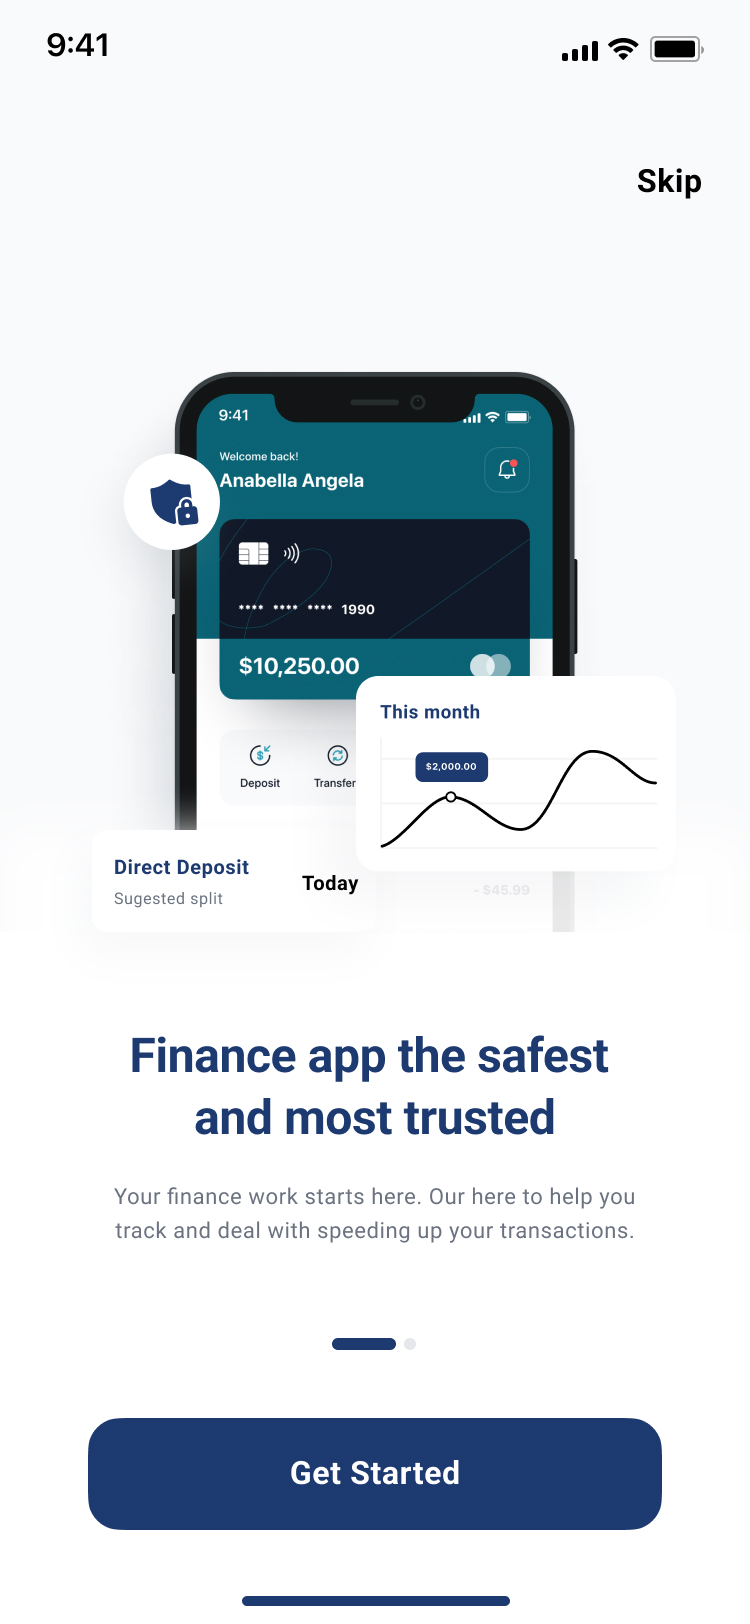 9:41
Skip
9:41
Welcome back!
Anabella Angela
**** **** **** 1990
$10,250.00
This month
$2,000.00
Deposit
Transfer
Direct Deposit
Sugested split
Today
- $45.99
Finance app the safest
and most trusted
Your finance work starts here. Our here to help you
track and deal with speeding up your transactions.
Get Started